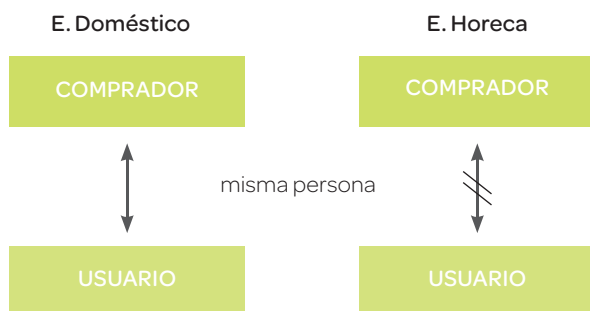 E. Doméstico
E. Horeca
COMPRADOR
COMPRADOR
misma persona
USUARIO
USUARIO